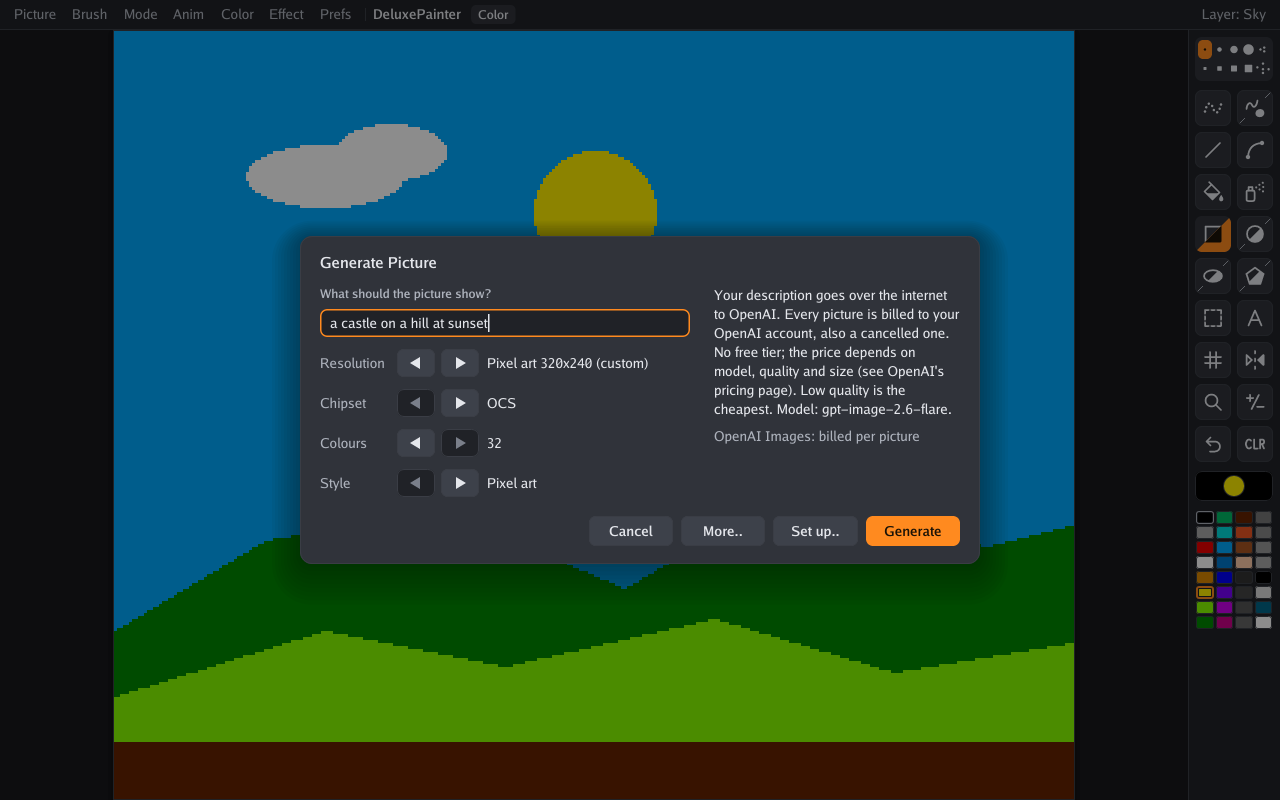 Picture Brush Mode Anim Color Effect Prefs DeluxePainter Color Layer: Sky
Generate Picture
What should the picture show?
a castle on a hill at sunset
Resolution Pixel art 320x240 (custom)
Chipset OCS
Colours 32
Style Pixel art
Your description goes over the internet
to OpenAI. Every picture is billed to your
OpenAI account, also a cancelled one.
No free tier; the price depends on
model, quality and size (see OpenAI's
pricing page). Low quality is the
cheapest. Model: gpt-image-2.6-flare.
OpenAI Images: billed per picture
Cancel More.. Set up.. Generate
A
+/-
CLR